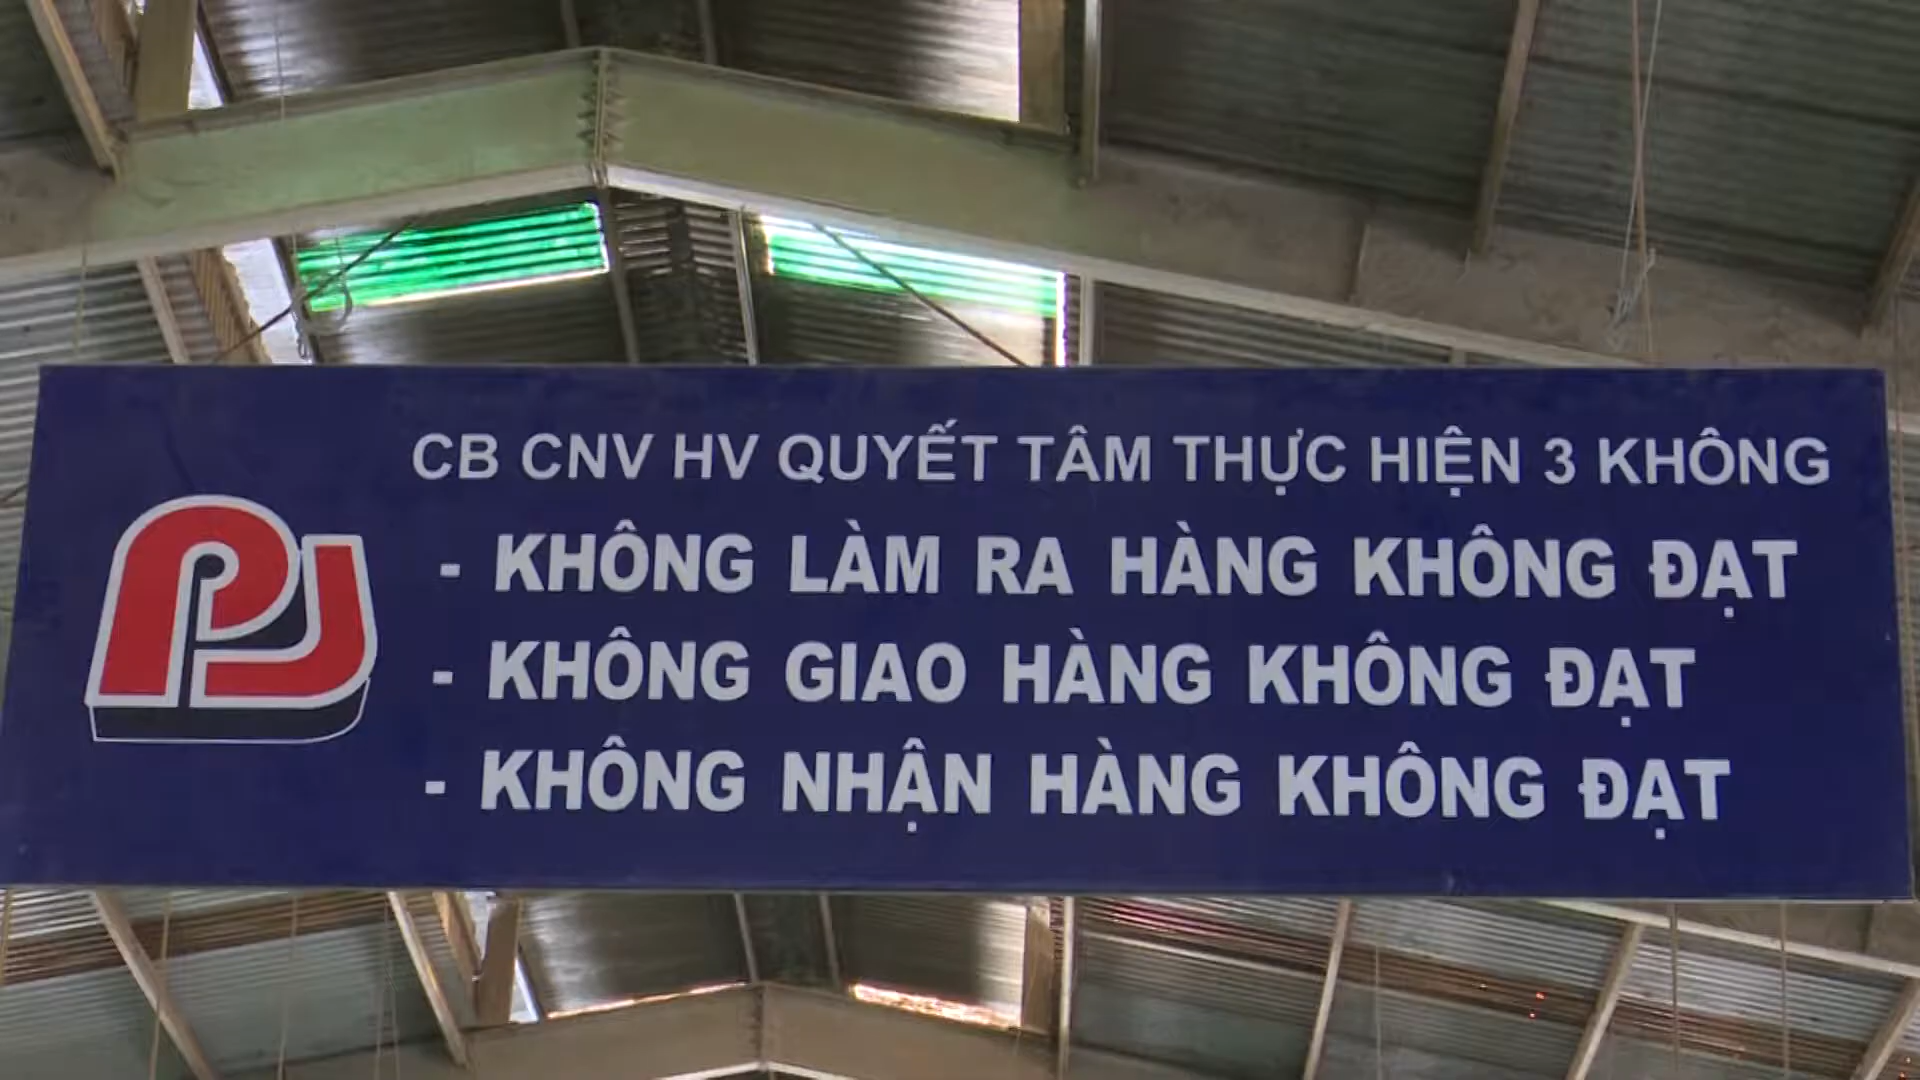 CB CNV HV QUYẾT TÂM THỰC HIỆN 3 KHÔNG
- KHÔNG LÀM RA HÀNG KHÔNG ĐẠT
- KHÔNG GIAO HÀNG KHÔNG ĐẠT
- KHÔNG NHẬN HÀNG KHÔNG ĐẠT
PJ